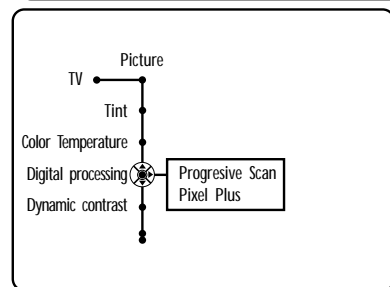 Picture
TV
Tint
Color Temperature
Digital processing
Progresive Scan
Pixel Plus
Dynamic contrast